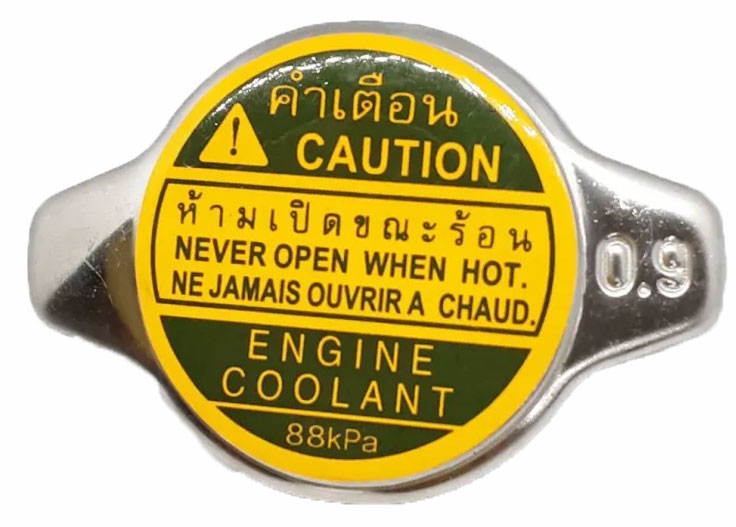 คำเตือน
CAUTION
ห้ามเปิดขณะร้อน
NEVER OPEN WHEN HOT.
NE JAMAIS OUVRIR A CHAUD.
0.9
ENGINE
COOLANT
88kPa